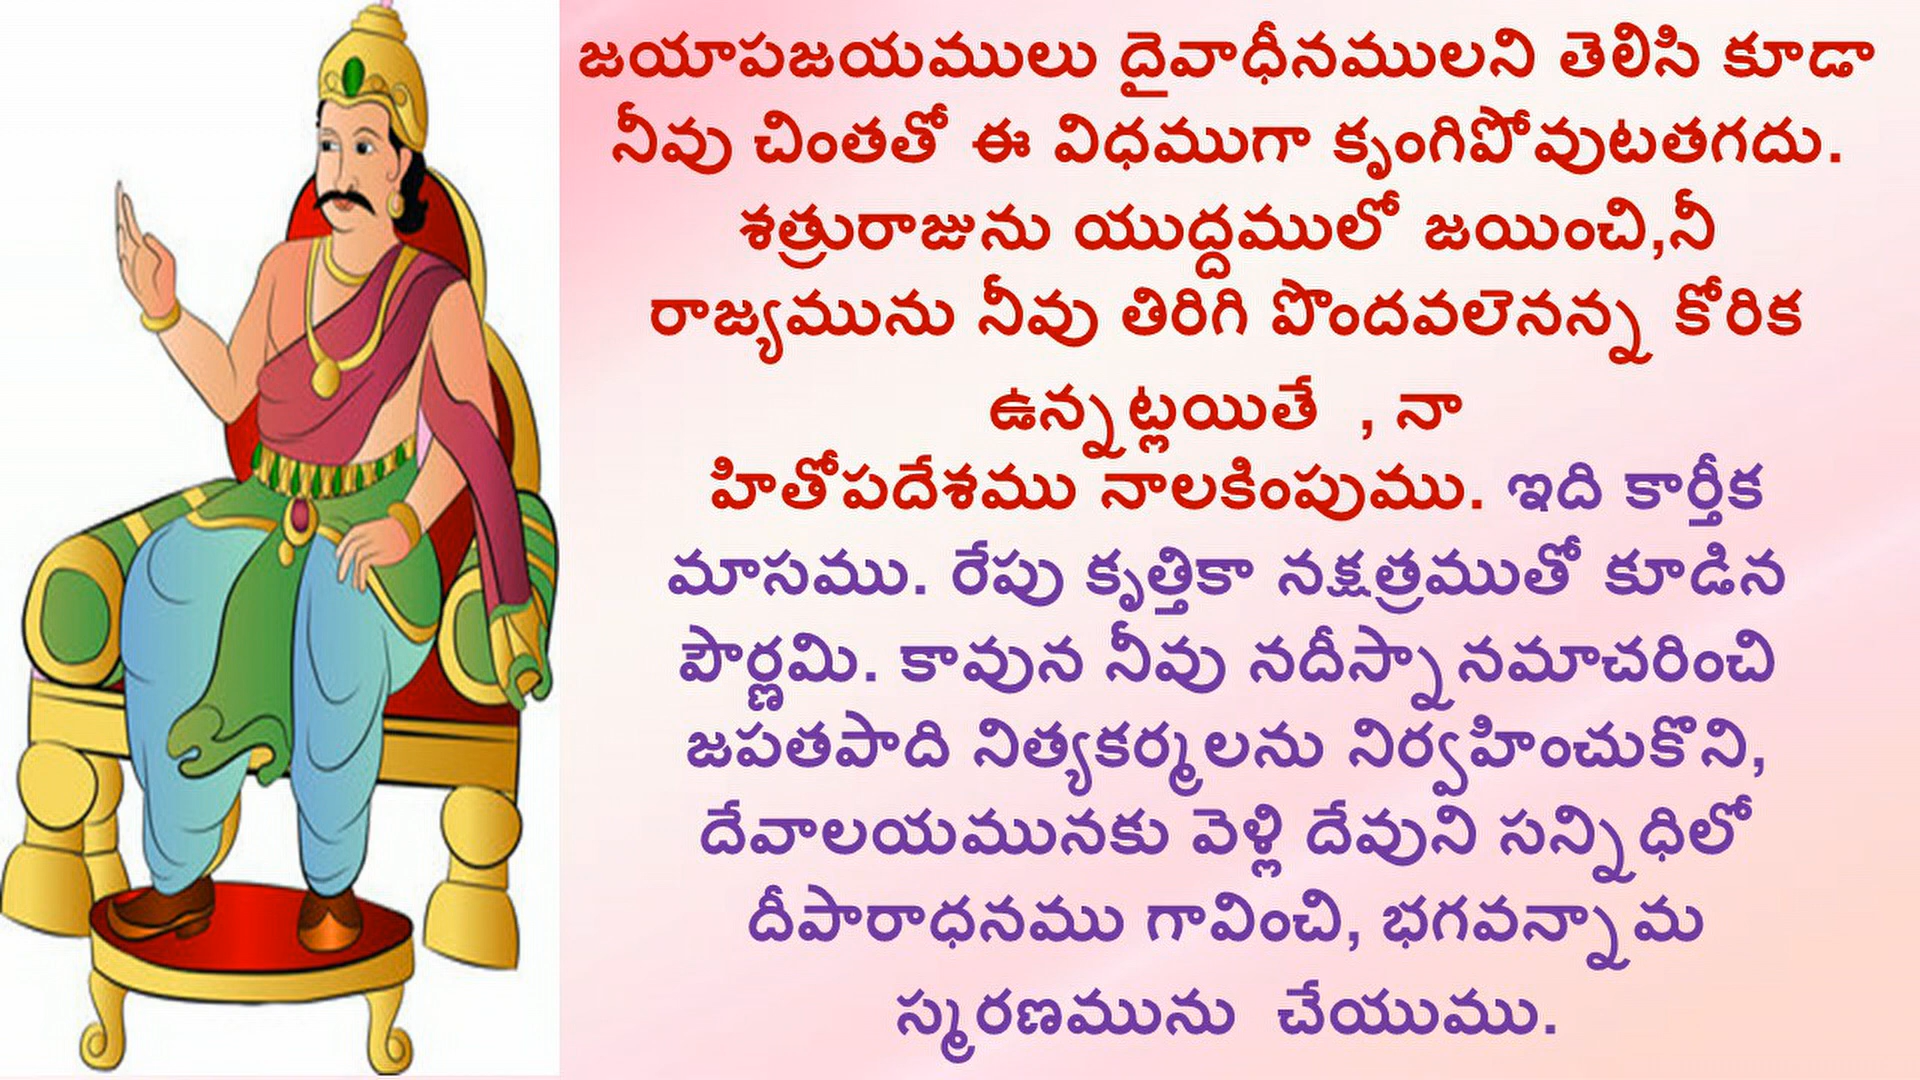 జయాపజయములు దైవాధీనములని తెలిసి కూడా
నీవు చింతతో ఈ విధముగా కృంగిపోవుటతగదు.
శత్రురాజును యుద్దములో జయించి,నీ
రాజ్యమును నీవు తిరిగి పొందవలెనన్న కోరిక
ఉన్నట్లయితే , నా
హితోపదేశము నాలకింపుము. ఇది కార్తీక
మాసము. రేపు కృత్తికా నక్షత్రముతో కూడిన
పౌర్ణమి. కావున నీవు నదీస్నానమాచరించి
జపతపాది నిత్యకర్మలను నిర్వహించుకొని,
దేవాలయమునకు వెళ్లి దేవుని సన్నిధిలో
దీపారాధనము గావించి, భగవన్నామ
స్మరణమును చేయుము.